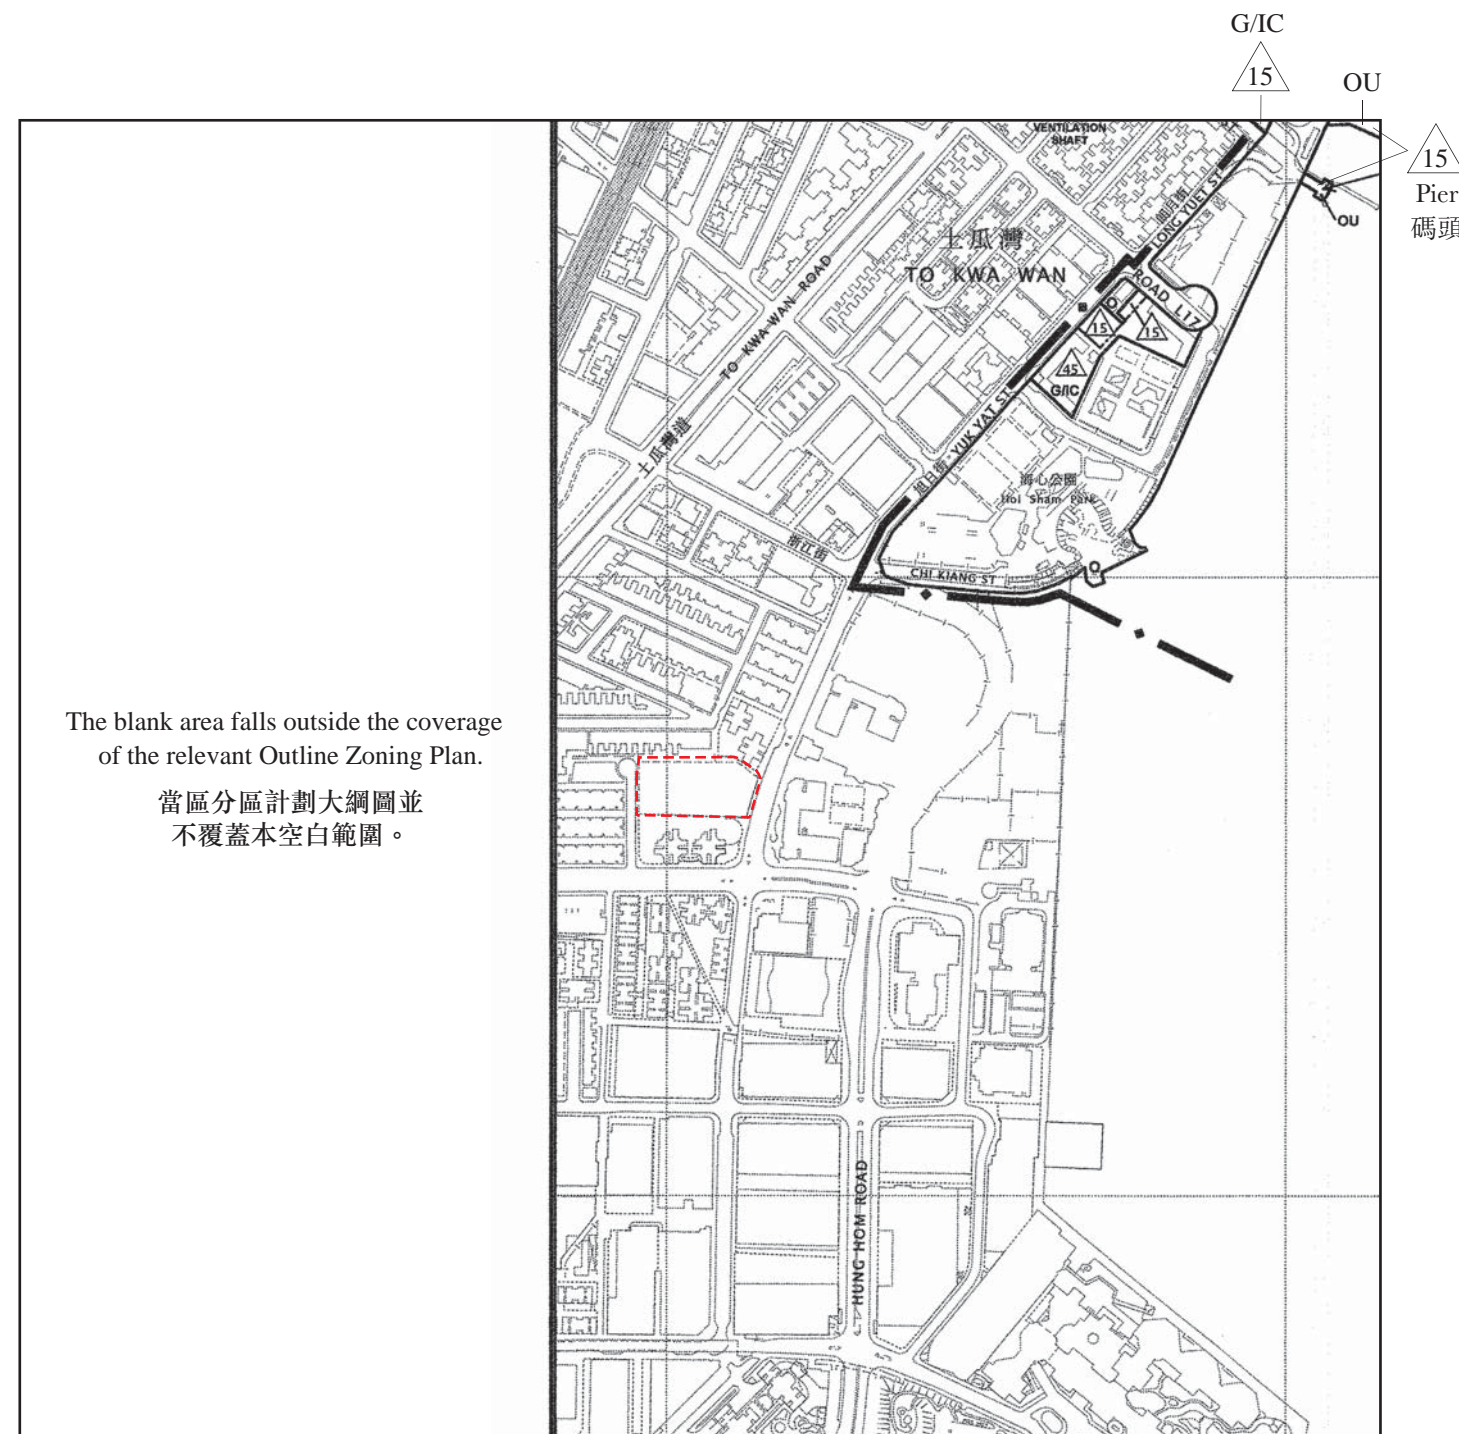 G/IC
15
OU
15
Pier
碼頭
VENTILATION
SHAFT
OU
土瓜灣
TO KWA WAN
LONG YUET ST
ROAD L17
O
15
15
45
G/IC
TO KWA WAN ROAD
土瓜灣道
旭日街 · YUK YAT ST
海心公園
Hoi Sham Park
浙江街
CHI KIANG ST
O
The blank area falls outside the coverage
of the relevant Outline Zoning Plan.
當區分區計劃大綱圖並
不覆蓋本空白範圍。
HUNG HOM ROAD